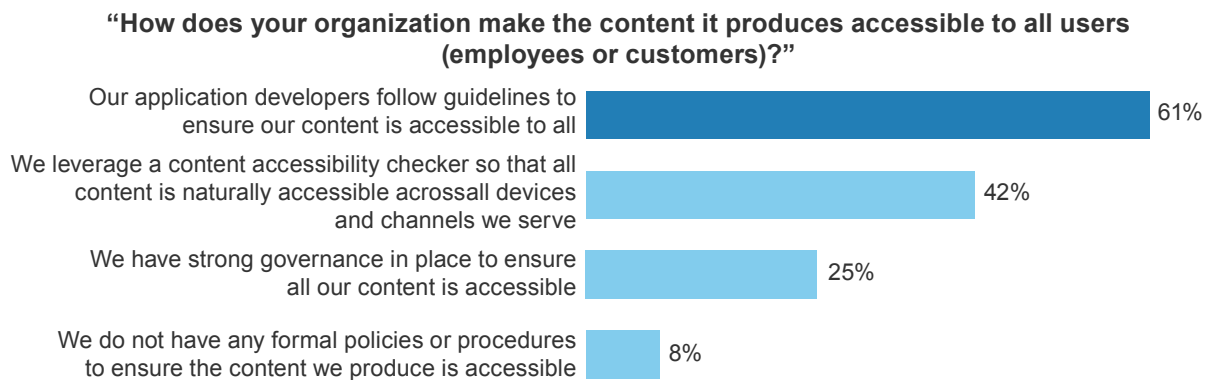 “How does your organization make the content it produces accessible to all users
(employees or customers)?”
Our application developers follow guidelines to
ensure our content is accessible to all
61%
We leverage a content accessibility checker so that all
content is naturally accessible acrossall devices
and channels we serve
42%
We have strong governance in place to ensure
all our content is accessible
25%
We do not have any formal policies or procedures
to ensure the content we produce is accessible
8%